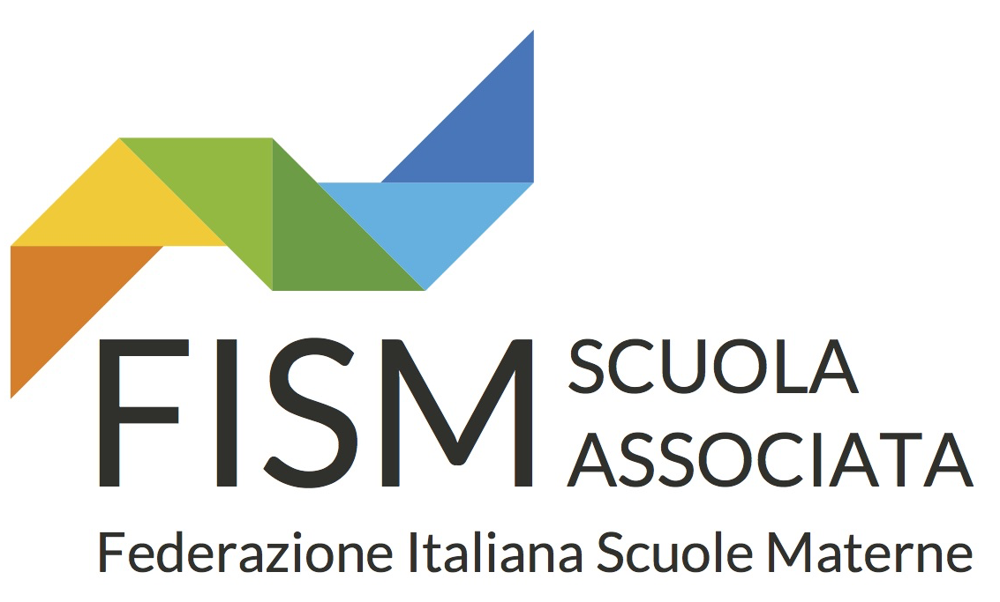 FISM
SCUOLA
ASSOCIATA
Federazione Italiana Scuole Materne